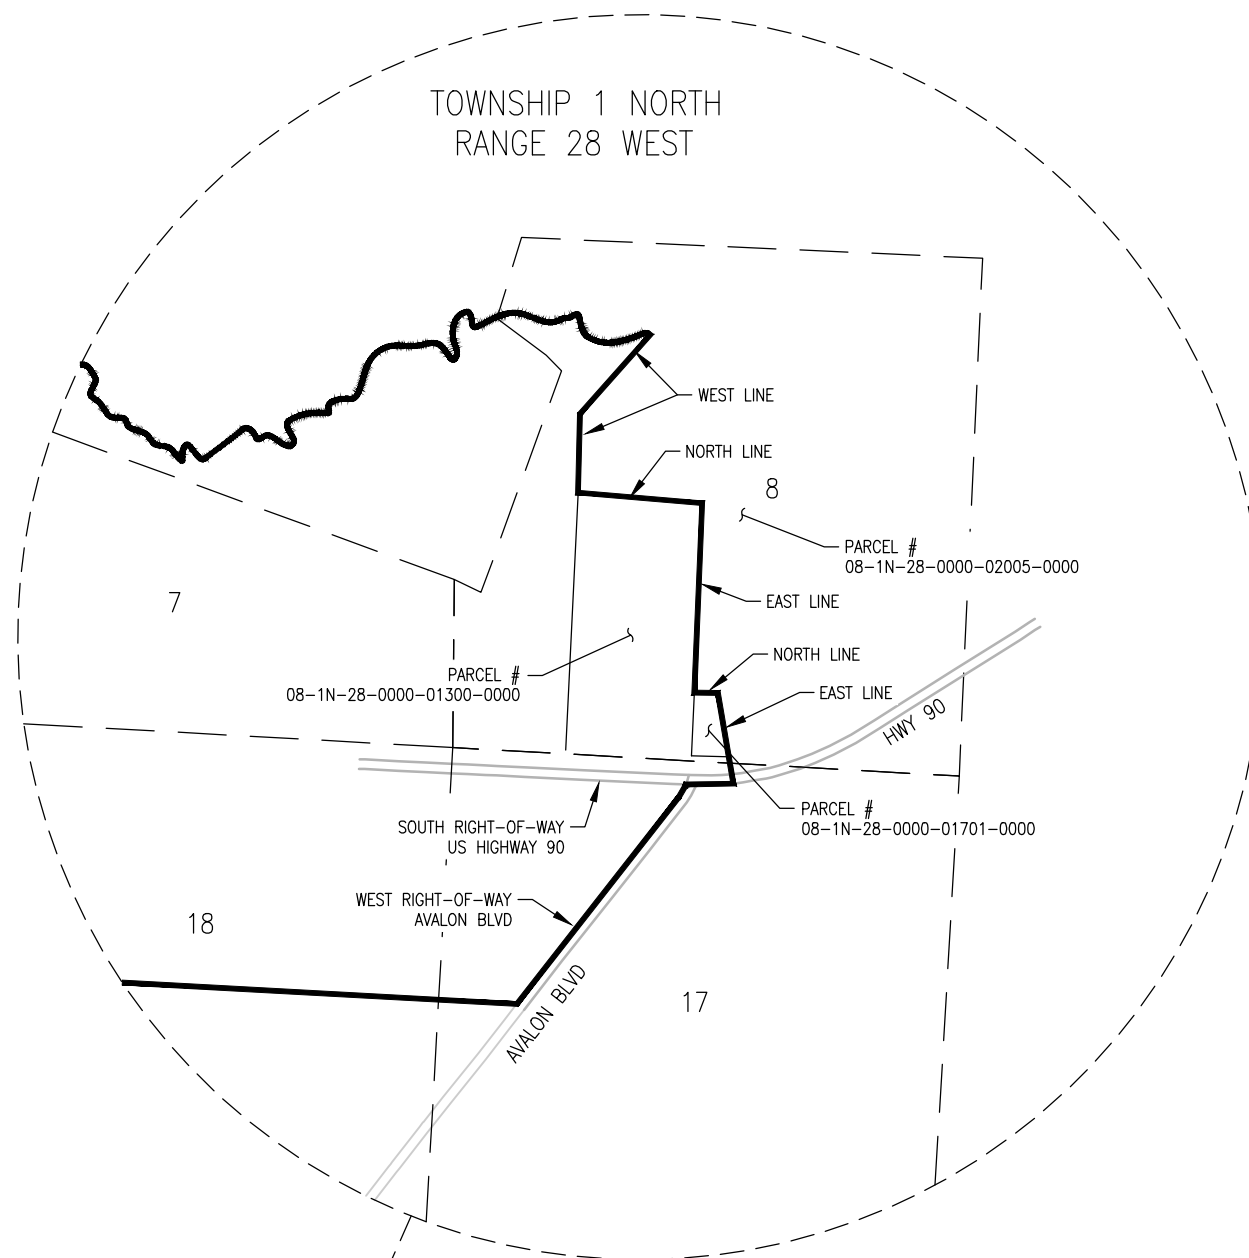 TOWNSHIP 1 NORTH
RANGE 28 WEST
WEST LINE
NORTH LINE
8
PARCEL #
08-1N-28-0000-02005-0000
EAST LINE
7
NORTH LINE
PARCEL #
08-1N-28-0000-01300-0000
EAST LINE
HWY 90
PARCEL #
08-1N-28-0000-01701-0000
SOUTH RIGHT-OF-WAY
US HIGHWAY 90
WEST RIGHT-OF-WAY
AVALON BLVD
18
17
AVALON BLVD